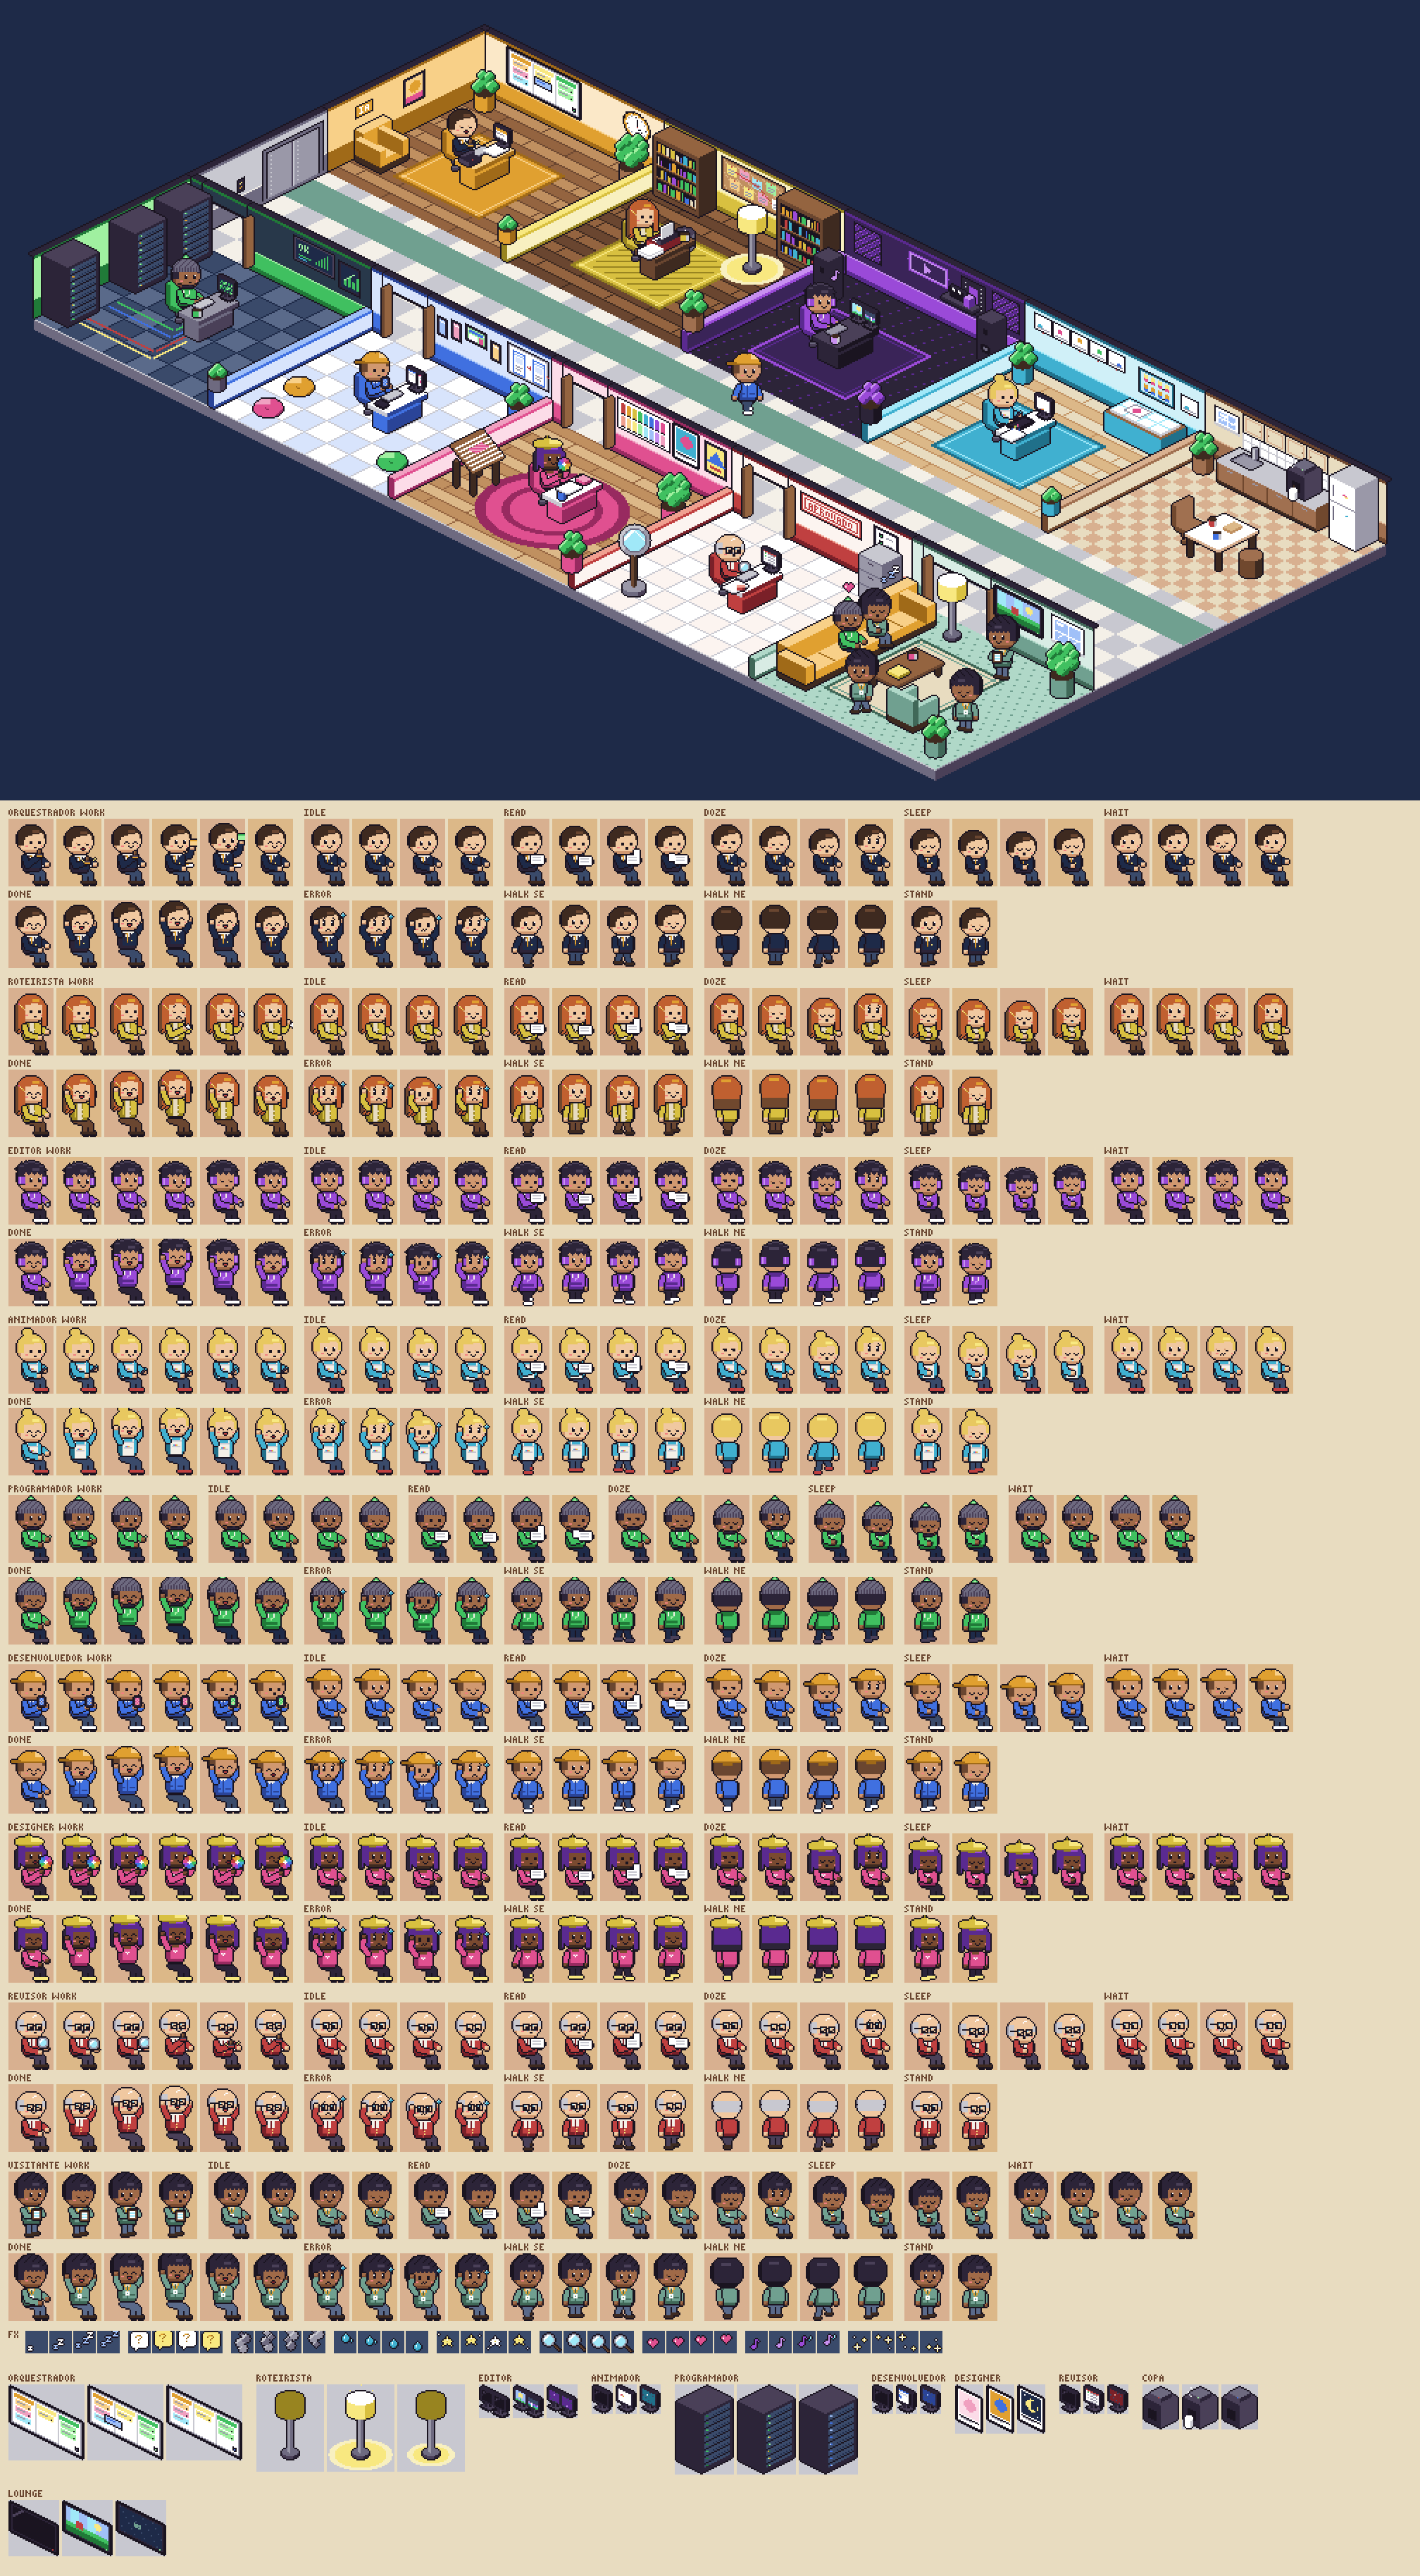 APROVADO
ORQUESTRADOR WORK IDLE READ DOZE SLEEP WAIT
DONE ERROR WALK SE WALK NE STAND
ROTEIRISTA WORK IDLE READ DOZE SLEEP WAIT
DONE ERROR WALK SE WALK NE STAND
EDITOR WORK IDLE READ DOZE SLEEP WAIT
DONE ERROR WALK SE WALK NE STAND
ANIMADOR WORK IDLE READ DOZE SLEEP WAIT
DONE ERROR WALK SE WALK NE STAND
PROGRAMADOR WORK IDLE READ DOZE SLEEP WAIT
DONE ERROR WALK SE WALK NE STAND
DESENVOLVEDOR WORK IDLE READ DOZE SLEEP WAIT
DONE ERROR WALK SE WALK NE STAND
DESIGNER WORK IDLE READ DOZE SLEEP WAIT
DONE ERROR WALK SE WALK NE STAND
REVISOR WORK IDLE READ DOZE SLEEP WAIT
DONE ERROR WALK SE WALK NE STAND
VISITANTE WORK IDLE READ DOZE SLEEP WAIT
DONE ERROR WALK SE WALK NE STAND
FX
ORQUESTRADOR ROTEIRISTA EDITOR ANIMADOR PROGRAMADOR DESENVOLVEDOR DESIGNER REVISOR COPA
LOUNGE